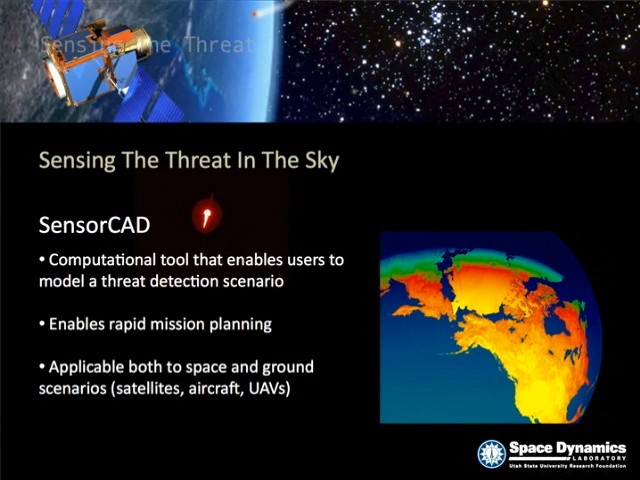 Sensing The Threat
Sensing The Threat In The Sky
SensorCAD
• Computational tool that enables users to
model a threat detection scenario
• Enables rapid mission planning
• Applicable both to space and ground
scenarios (satellites, aircraft, UAVs)
Space Dynamics
LABORATORY
Utah State University Research Foundation